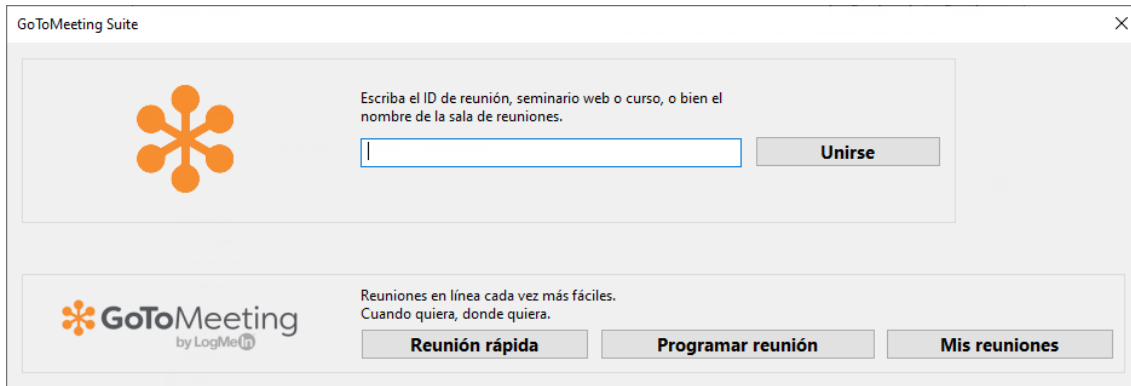 GoToMeeting Suite
Escriba el ID de reunión, seminario web o curso, o bien el
nombre de la sala de reuniones.
Unirse
GoToMeeting
by LogMeIn
Reuniones en línea cada vez más fáciles.
Cuando quiera, donde quiera.
Reunión rápida
Programar reunión
Mis reuniones